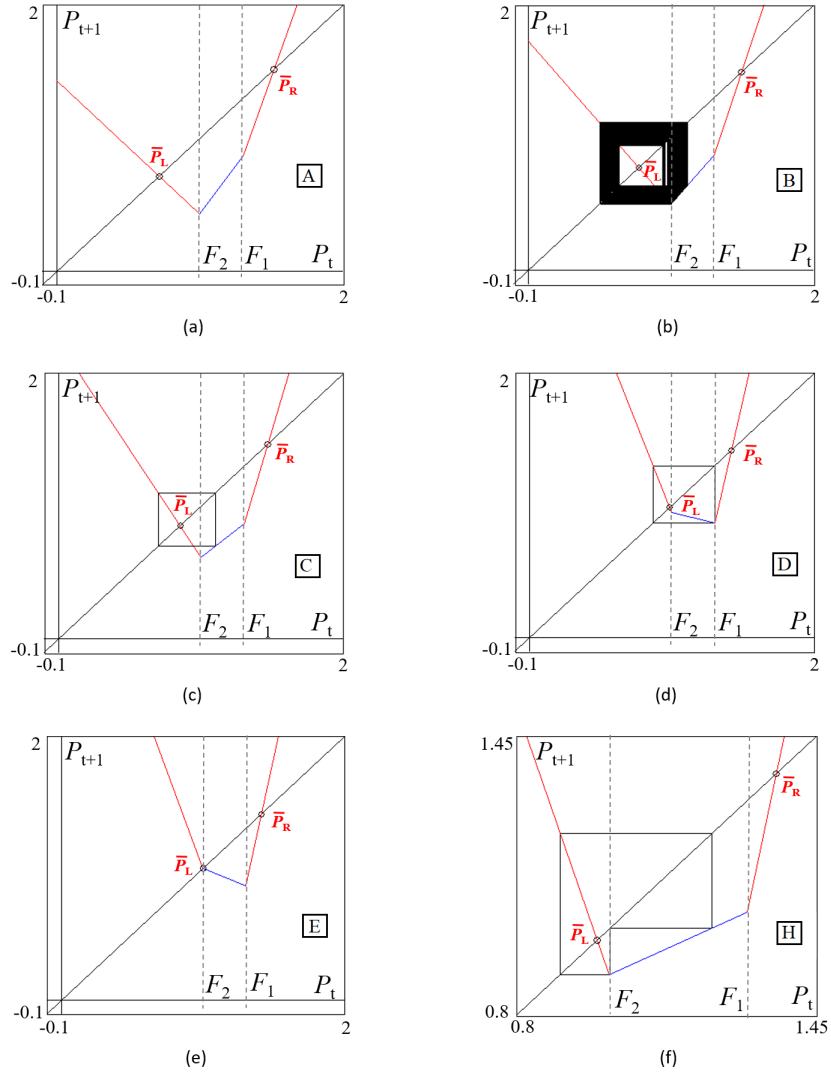 2
P_{t+1}
P̅_R
P̅_L
A
F_2 F_1 P_t
-0.1
-0.1 2
(a)
2
P_{t+1}
P̅_R
P̅_L
B
F_2 F_1 P_t
-0.1
-0.1 2
(b)
2
P_{t+1}
P̅_R
P̅_L
C
F_2 F_1 P_t
-0.1
-0.1 2
(c)
2
P_{t+1}
P̅_R
P̅_L
D
F_2 F_1 P_t
-0.1
-0.1 2
(d)
2
P_{t+1}
P̅_R
P̅_L
E
F_2 F_1 P_t
-0.1
-0.1 2
(e)
1.45
P_{t+1}
P̅_R
P̅_L
H
F_2 F_1 P_t
0.8
0.8 1.45
(f)